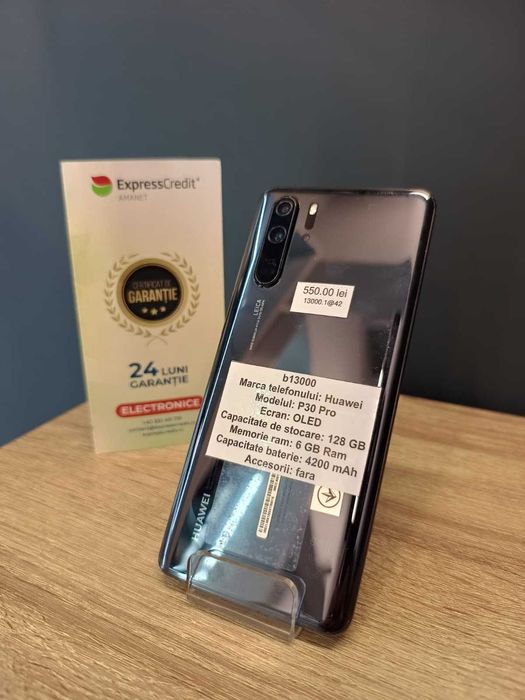 ExpressCredit
AMANET
CERTIFICAT DE
GARANȚIE
24 LUNI
GARANȚIE
ELECTRONICE
550.00 lei
13000.1@42
LEICA
b13000
Marca telefonului: Huawei
Modelul: P30 Pro
Ecran: OLED
Capacitate de stocare: 128 GB
Memorie ram: 6 GB Ram
Capacitate baterie: 4200 mAh
Accesorii: fara
HUAWEI